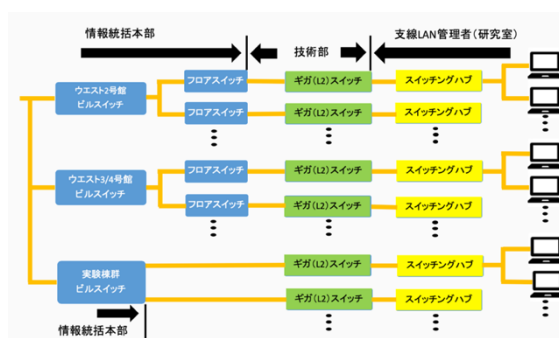 情報統括本部
技術部
支線LAN管理者（研究室）
ウエスト2号館
ビルスイッチ
フロアスイッチ
ギガ（L2）スイッチ
スイッチングハブ
フロアスイッチ
ギガ（L2）スイッチ
スイッチングハブ
ウエスト3/4号館
ビルスイッチ
フロアスイッチ
ギガ（L2）スイッチ
スイッチングハブ
フロアスイッチ
ギガ（L2）スイッチ
スイッチングハブ
実験棟群
ビルスイッチ
ギガ（L2）スイッチ
スイッチングハブ
ギガ（L2）スイッチ
スイッチングハブ
情報統括本部